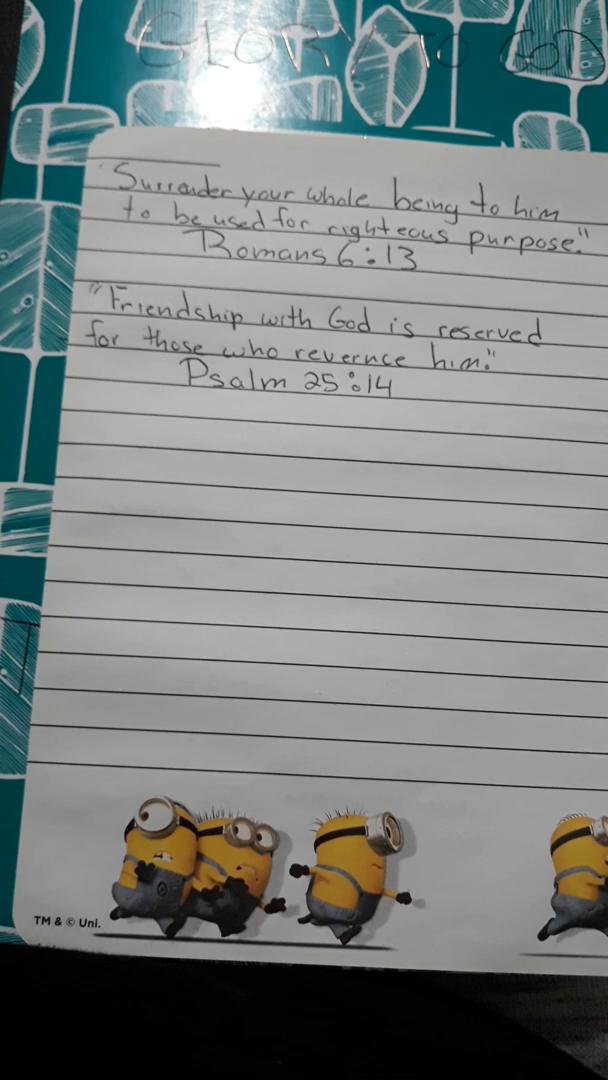 GLORY TO GOD
"Surrender your whole being to him
to be used for righteous purpose."
Romans 6:13
"Friendship with God is reserved
for those who revernce him."
Psalm 25:14
TM & © Uni.